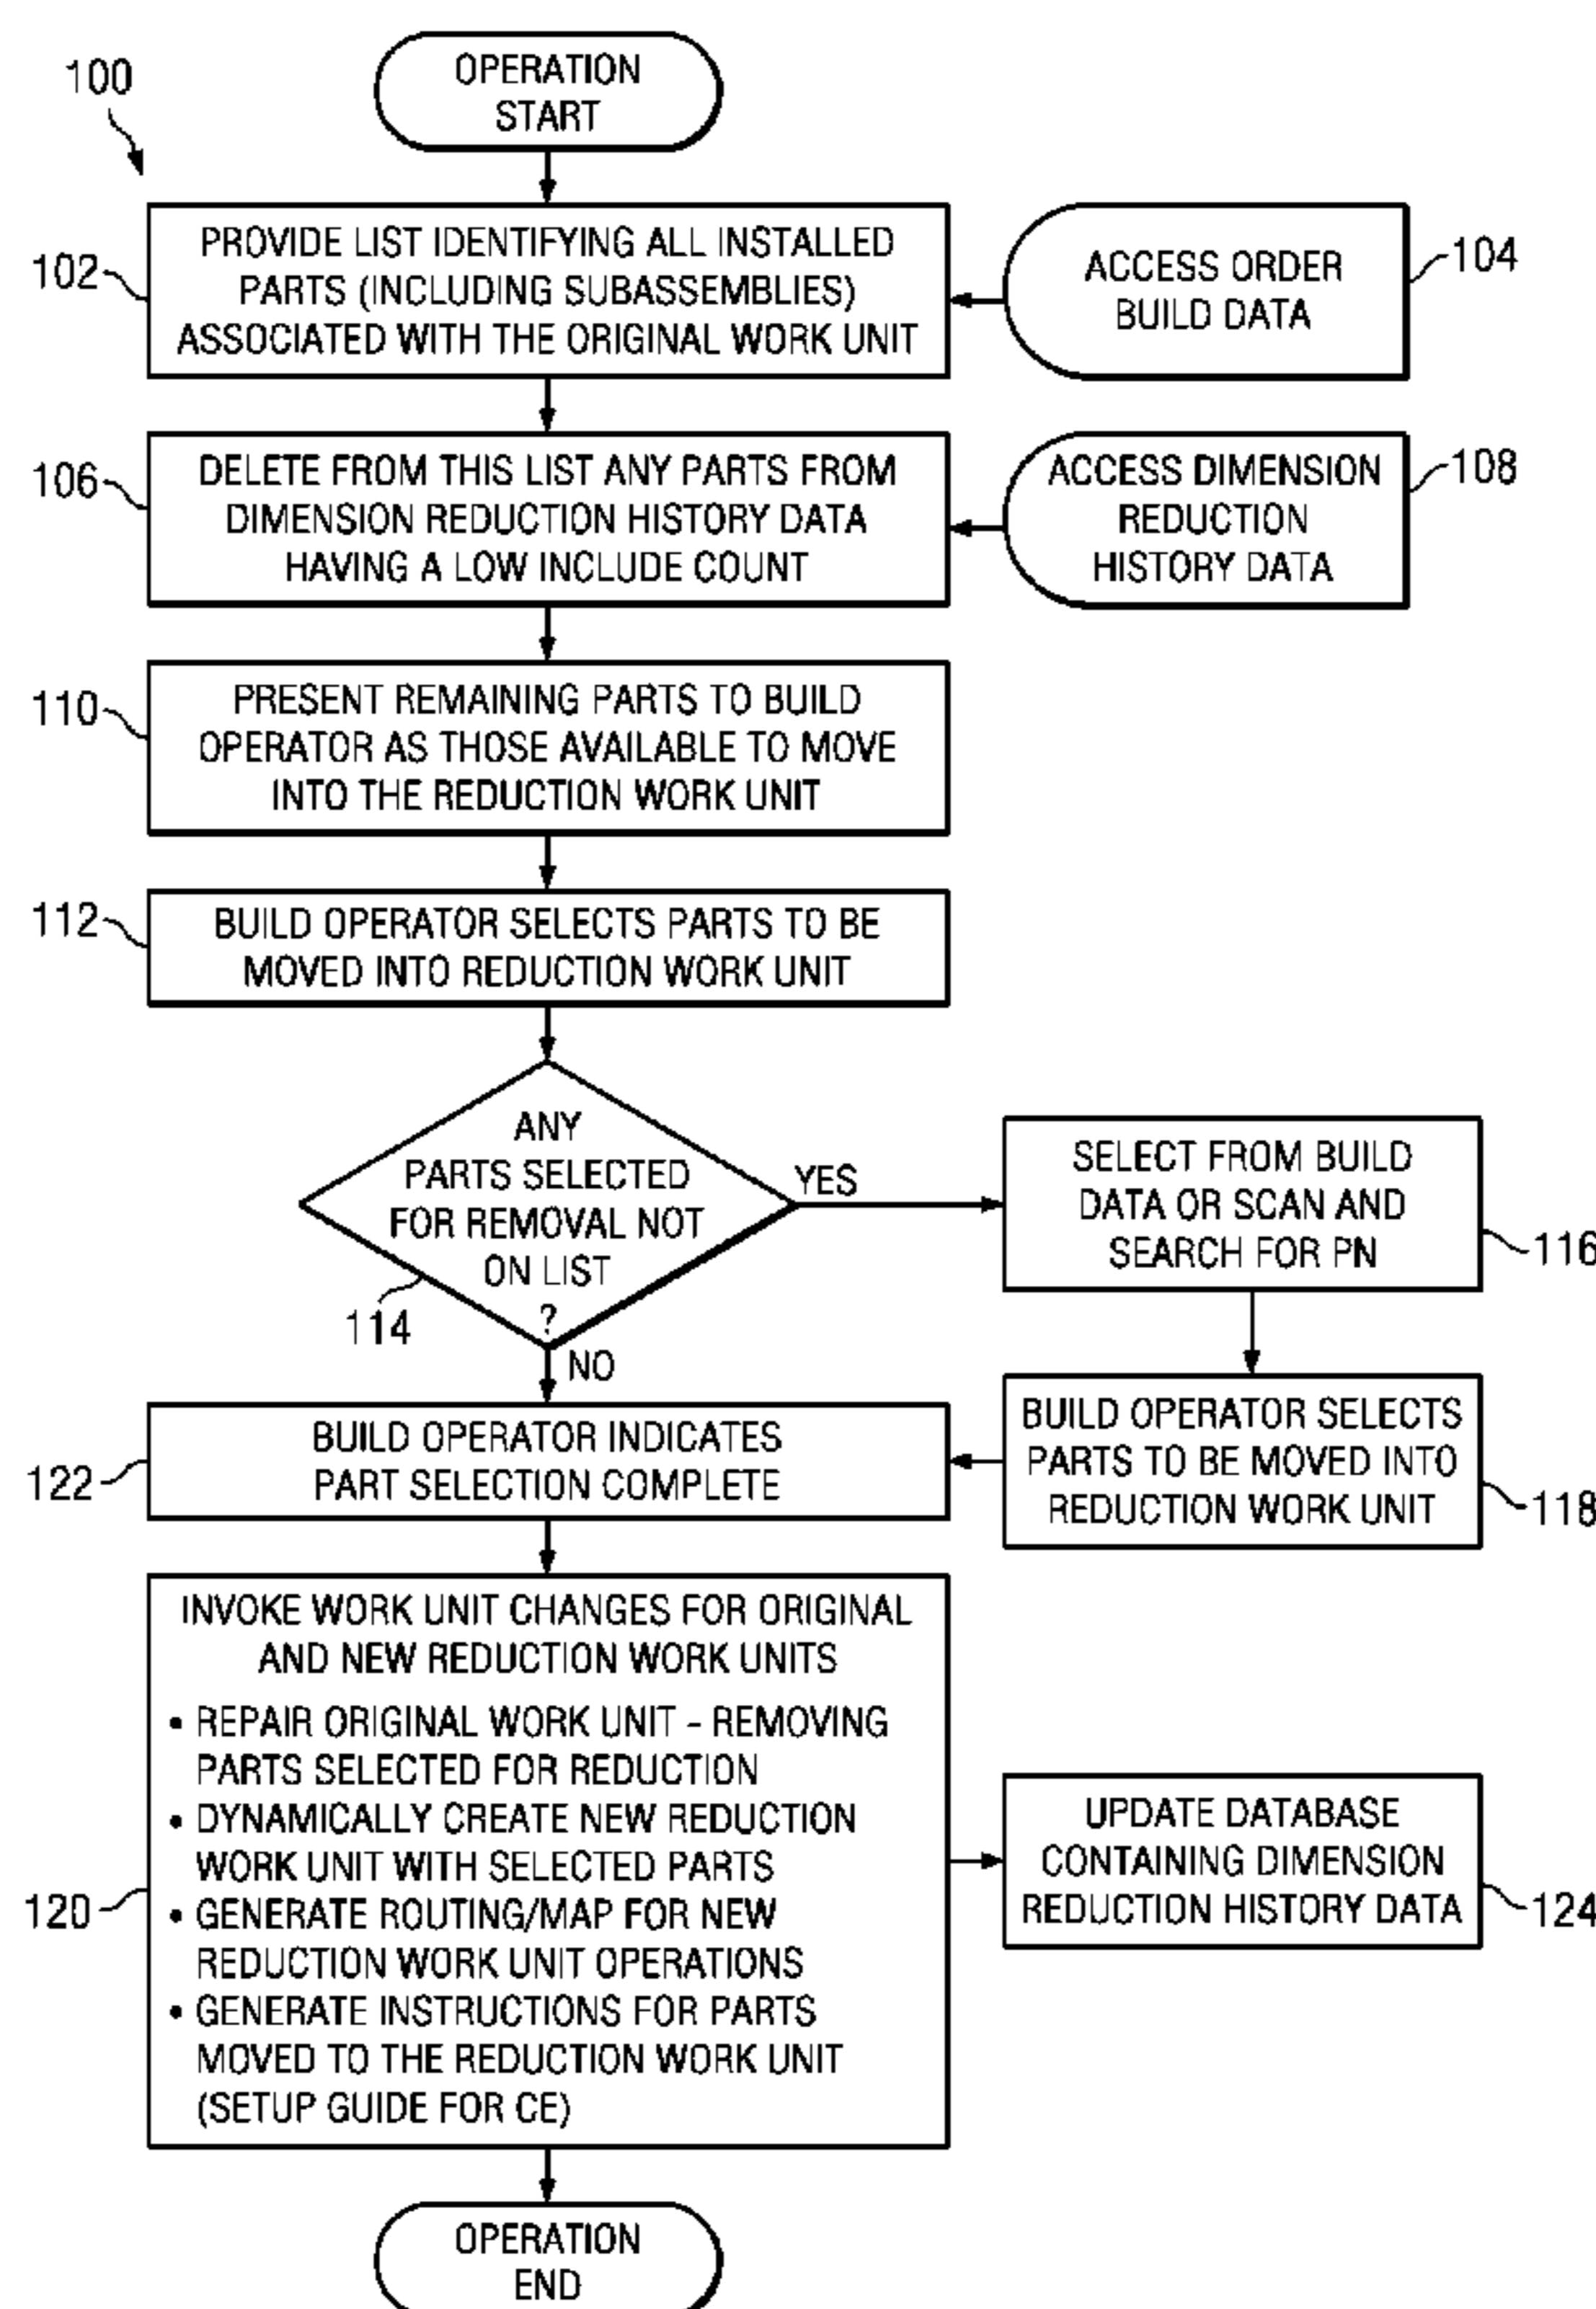 100
OPERATION
START
102
PROVIDE LIST IDENTIFYING ALL INSTALLED
PARTS (INCLUDING SUBASSEMBLIES)
ASSOCIATED WITH THE ORIGINAL WORK UNIT
ACCESS ORDER
BUILD DATA
104
106
DELETE FROM THIS LIST ANY PARTS FROM
DIMENSION REDUCTION HISTORY DATA
HAVING A LOW INCLUDE COUNT
ACCESS DIMENSION
REDUCTION
HISTORY DATA
108
110
PRESENT REMAINING PARTS TO BUILD
OPERATOR AS THOSE AVAILABLE TO MOVE
INTO THE REDUCTION WORK UNIT
112
BUILD OPERATOR SELECTS PARTS TO BE
MOVED INTO REDUCTION WORK UNIT
ANY
PARTS SELECTED
FOR REMOVAL NOT
ON LIST
?
114
YES
NO
SELECT FROM BUILD
DATA OR SCAN AND
SEARCH FOR PN
116
BUILD OPERATOR SELECTS
PARTS TO BE MOVED INTO
REDUCTION WORK UNIT
118
122
BUILD OPERATOR INDICATES
PART SELECTION COMPLETE
120
INVOKE WORK UNIT CHANGES FOR ORIGINAL
AND NEW REDUCTION WORK UNITS
• REPAIR ORIGINAL WORK UNIT - REMOVING
PARTS SELECTED FOR REDUCTION
• DYNAMICALLY CREATE NEW REDUCTION
WORK UNIT WITH SELECTED PARTS
• GENERATE ROUTING/MAP FOR NEW
REDUCTION WORK UNIT OPERATIONS
• GENERATE INSTRUCTIONS FOR PARTS
MOVED TO THE REDUCTION WORK UNIT
(SETUP GUIDE FOR CE)
UPDATE DATABASE
CONTAINING DIMENSION
REDUCTION HISTORY DATA
124
OPERATION
END